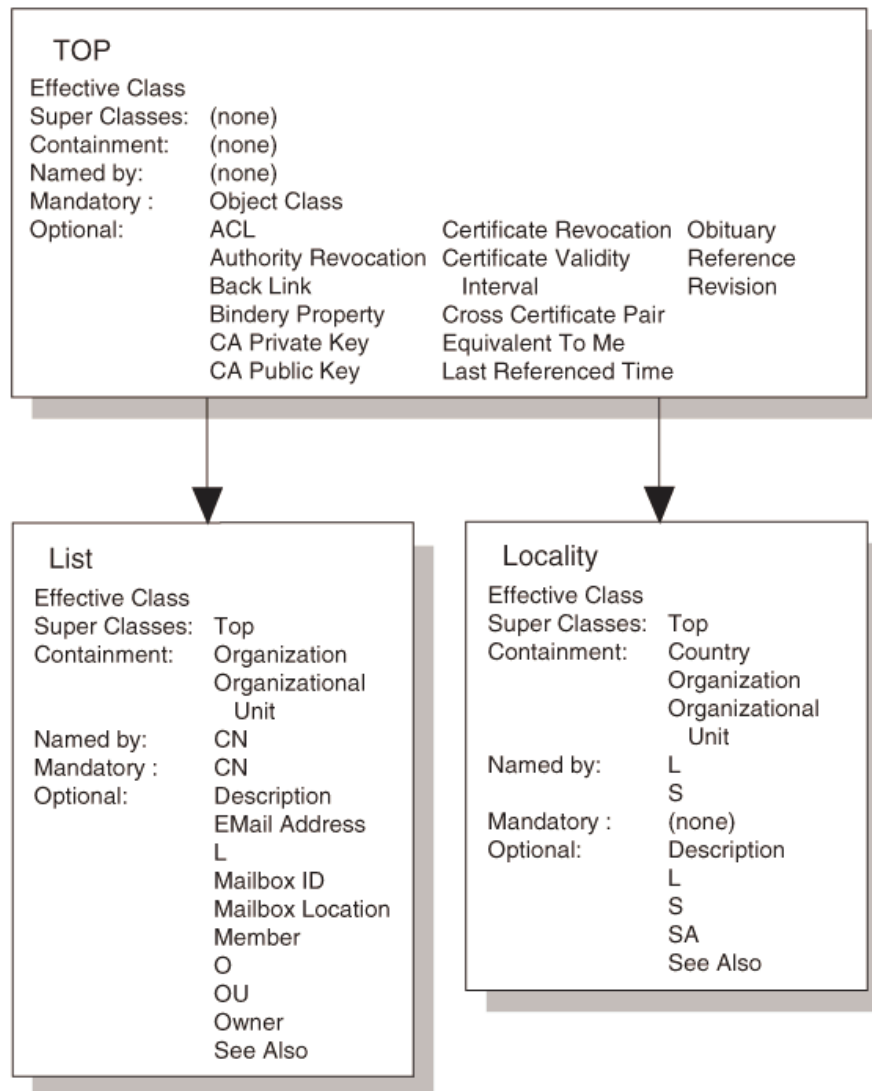 TOP
Effective Class
Super Classes: (none)
Containment: (none)
Named by: (none)
Mandatory : Object Class
Optional: ACL Certificate Revocation Obituary
Authority Revocation Certificate Validity Reference
Back Link Interval Revision
Bindery Property Cross Certificate Pair
CA Private Key Equivalent To Me
CA Public Key Last Referenced Time
List
Effective Class
Super Classes: Top
Containment: Organization
Organizational
Unit
Named by: CN
Mandatory : CN
Optional: Description
EMail Address
L
Mailbox ID
Mailbox Location
Member
O
OU
Owner
See Also
Locality
Effective Class
Super Classes: Top
Containment: Country
Organization
Organizational
Unit
Named by: L
S
Mandatory : (none)
Optional: Description
L
S
SA
See Also